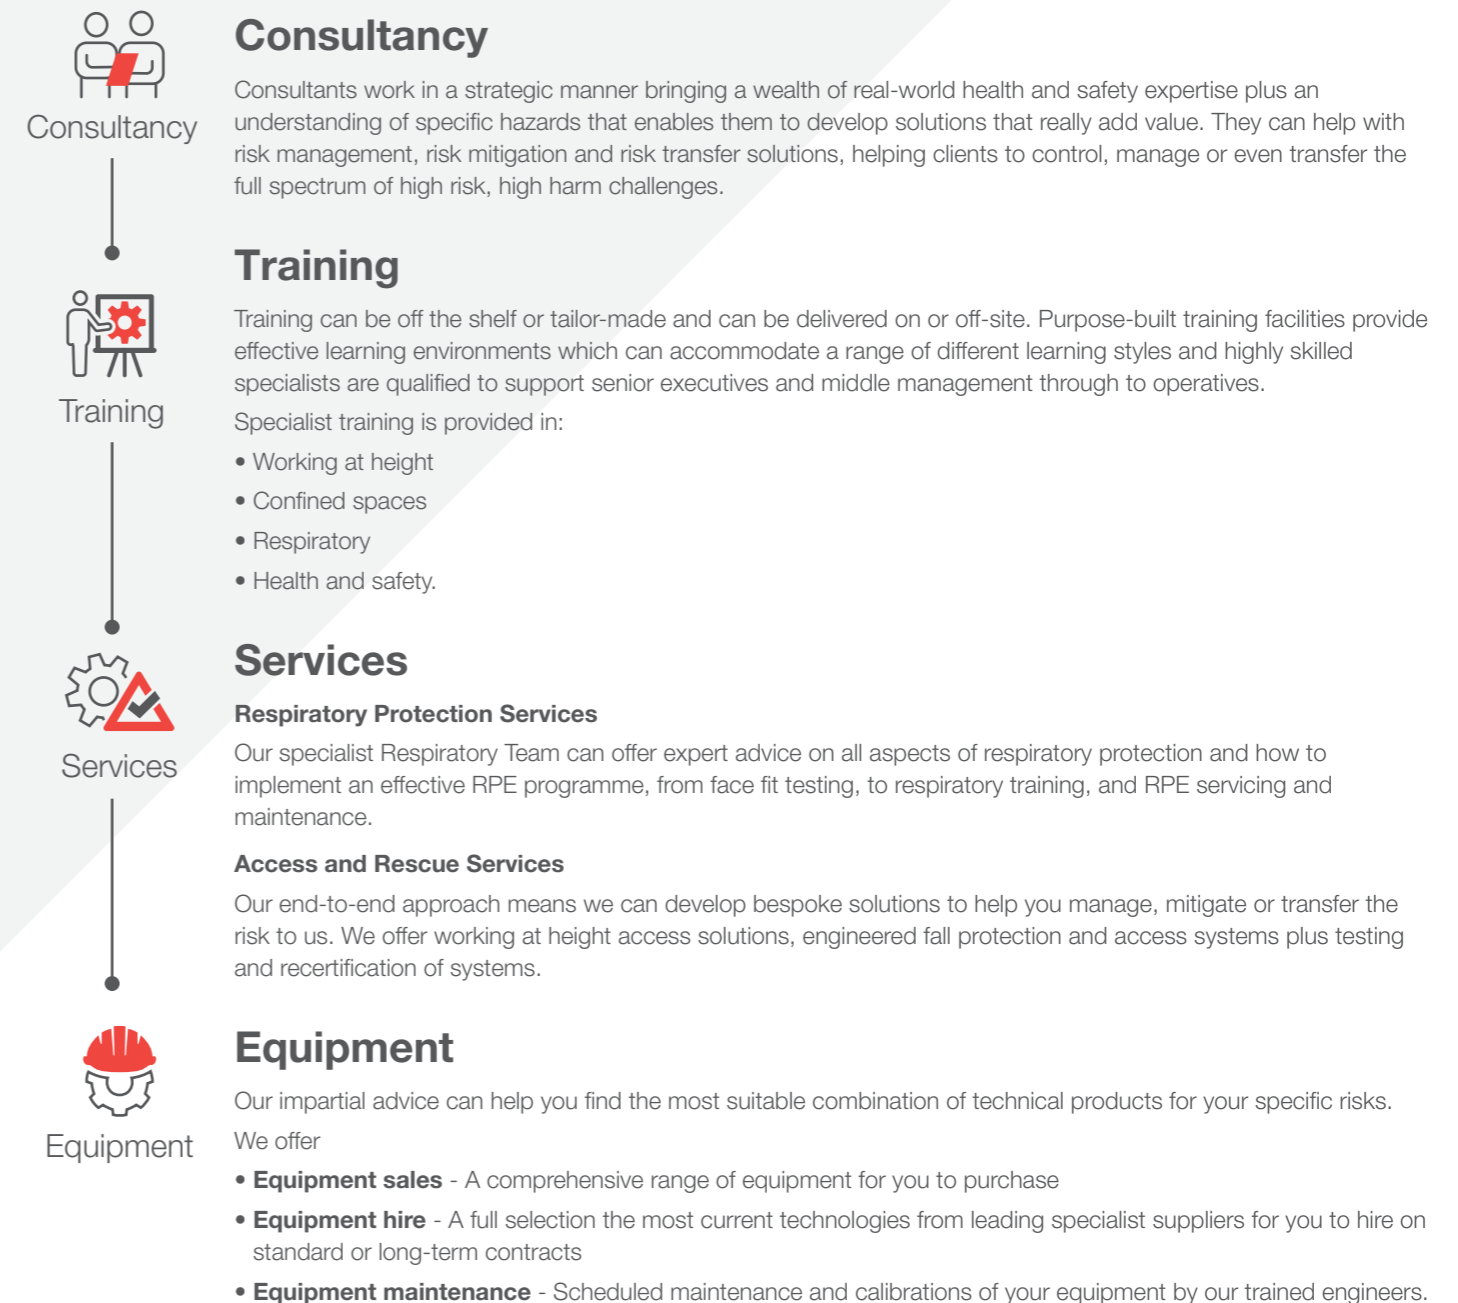 Consultancy
Consultancy
Consultants work in a strategic manner bringing a wealth of real-world health and safety expertise plus an
understanding of specific hazards that enables them to develop solutions that really add value. They can help with
risk management, risk mitigation and risk transfer solutions, helping clients to control, manage or even transfer the
full spectrum of high risk, high harm challenges.
Training
Training
Training can be off the shelf or tailor-made and can be delivered on or off-site. Purpose-built training facilities provide
effective learning environments which can accommodate a range of different learning styles and highly skilled
specialists are qualified to support senior executives and middle management through to operatives.
Specialist training is provided in:
• Working at height
• Confined spaces
• Respiratory
• Health and safety.
Services
Services
Respiratory Protection Services
Our specialist Respiratory Team can offer expert advice on all aspects of respiratory protection and how to
implement an effective RPE programme, from face fit testing, to respiratory training, and RPE servicing and
maintenance.
Access and Rescue Services
Our end-to-end approach means we can develop bespoke solutions to help you manage, mitigate or transfer the
risk to us. We offer working at height access solutions, engineered fall protection and access systems plus testing
and recertification of systems.
Equipment
Equipment
Our impartial advice can help you find the most suitable combination of technical products for your specific risks.
We offer
• Equipment sales - A comprehensive range of equipment for you to purchase
• Equipment hire - A full selection the most current technologies from leading specialist suppliers for you to hire on
standard or long-term contracts
• Equipment maintenance - Scheduled maintenance and calibrations of your equipment by our trained engineers.